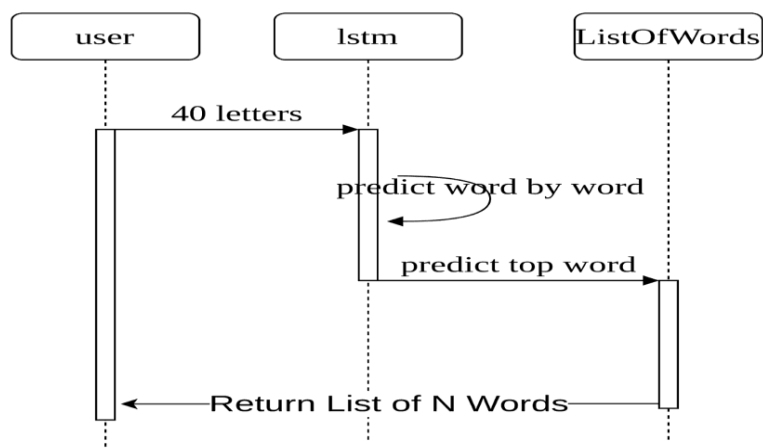 user
lstm
ListOfWords
40 letters
predict word by word
predict top word
Return List of N Words